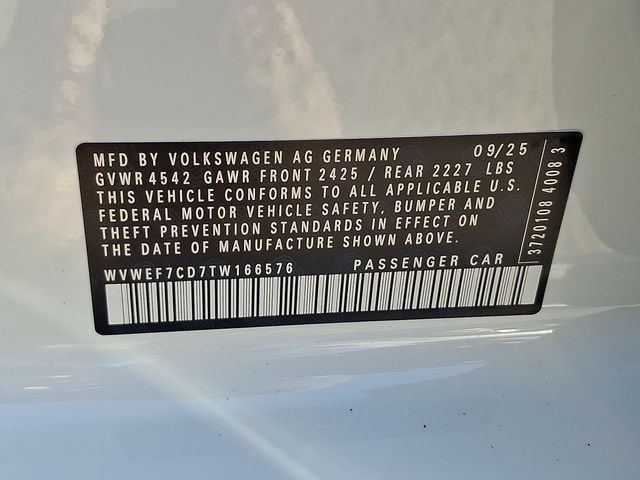 MFD BY VOLKSWAGEN AG GERMANY 09/25
GVWR 4542 GAWR FRONT 2425 / REAR 2227 LBS
THIS VEHICLE CONFORMS TO ALL APPLICABLE U.S.
FEDERAL MOTOR VEHICLE SAFETY, BUMPER AND
THEFT PREVENTION STANDARDS IN EFFECT ON
THE DATE OF MANUFACTURE SHOWN ABOVE.
WVWEF7CD7TW166576 PASSENGER CAR
3720108 4008 3